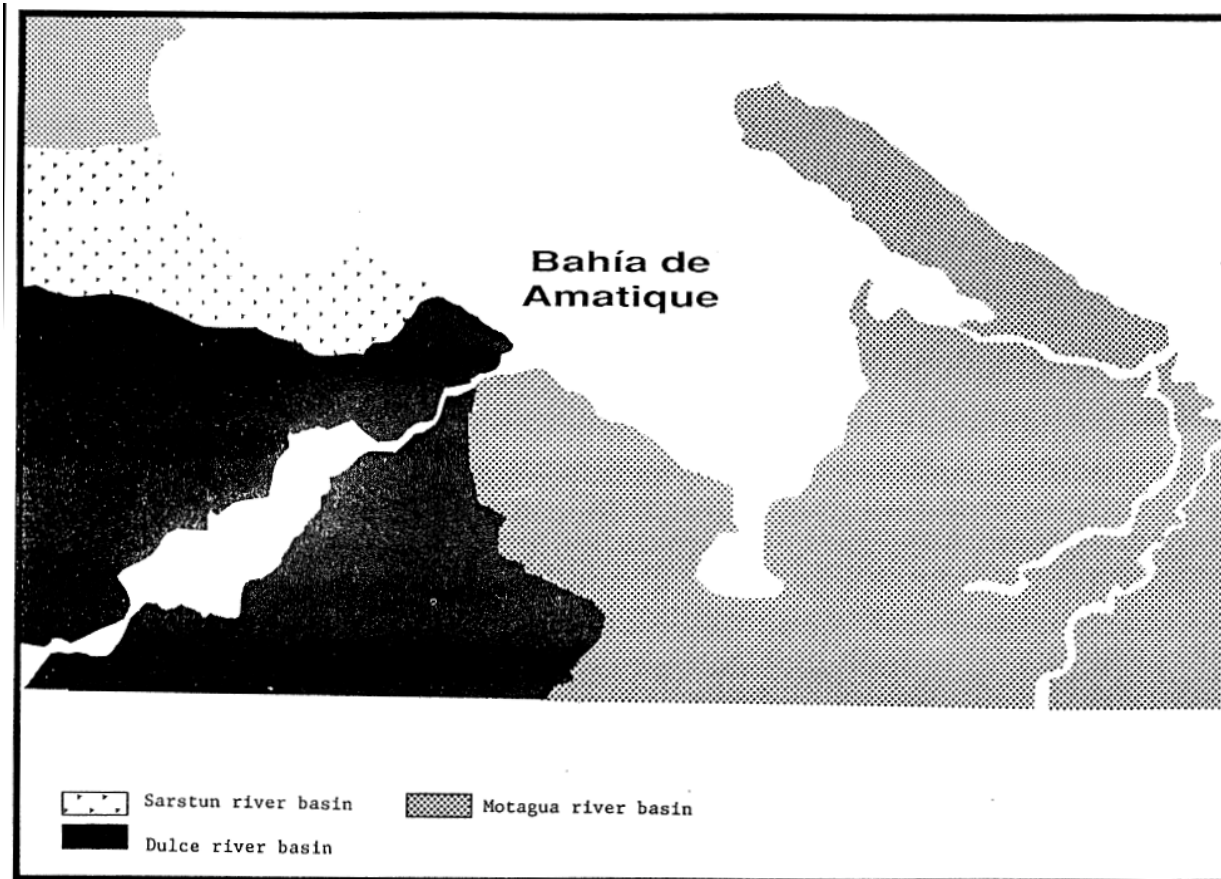 Bahía de
Amatique
Sarstun river basin
Motagua river basin
Dulce river basin